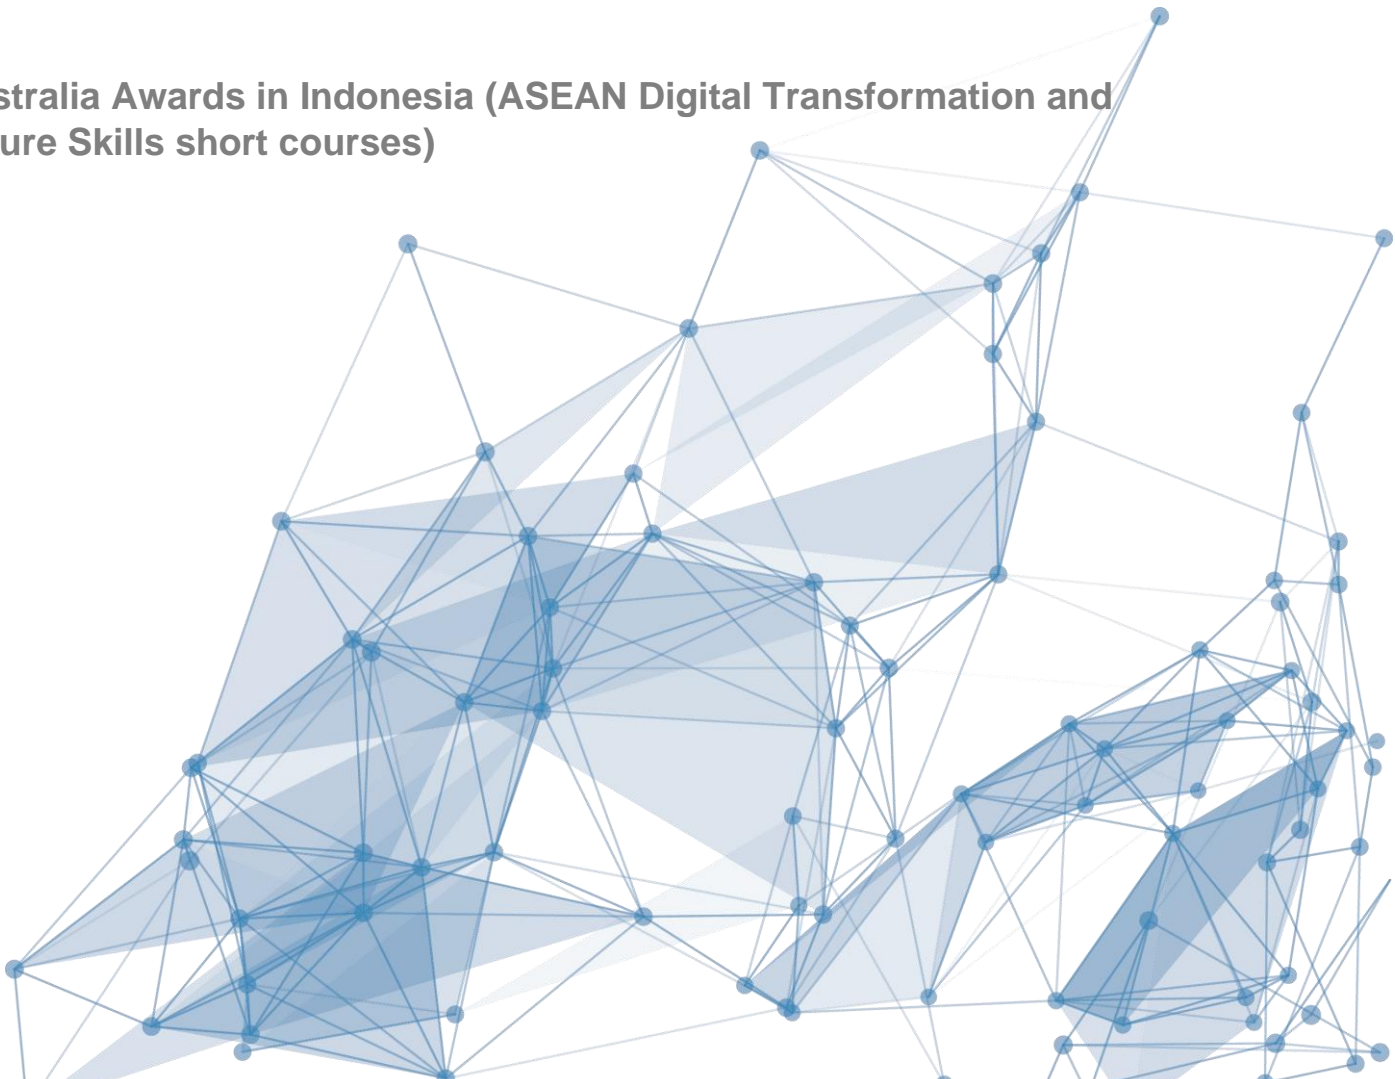 stralia Awards in Indonesia (ASEAN Digital Transformation and
ure Skills short courses)